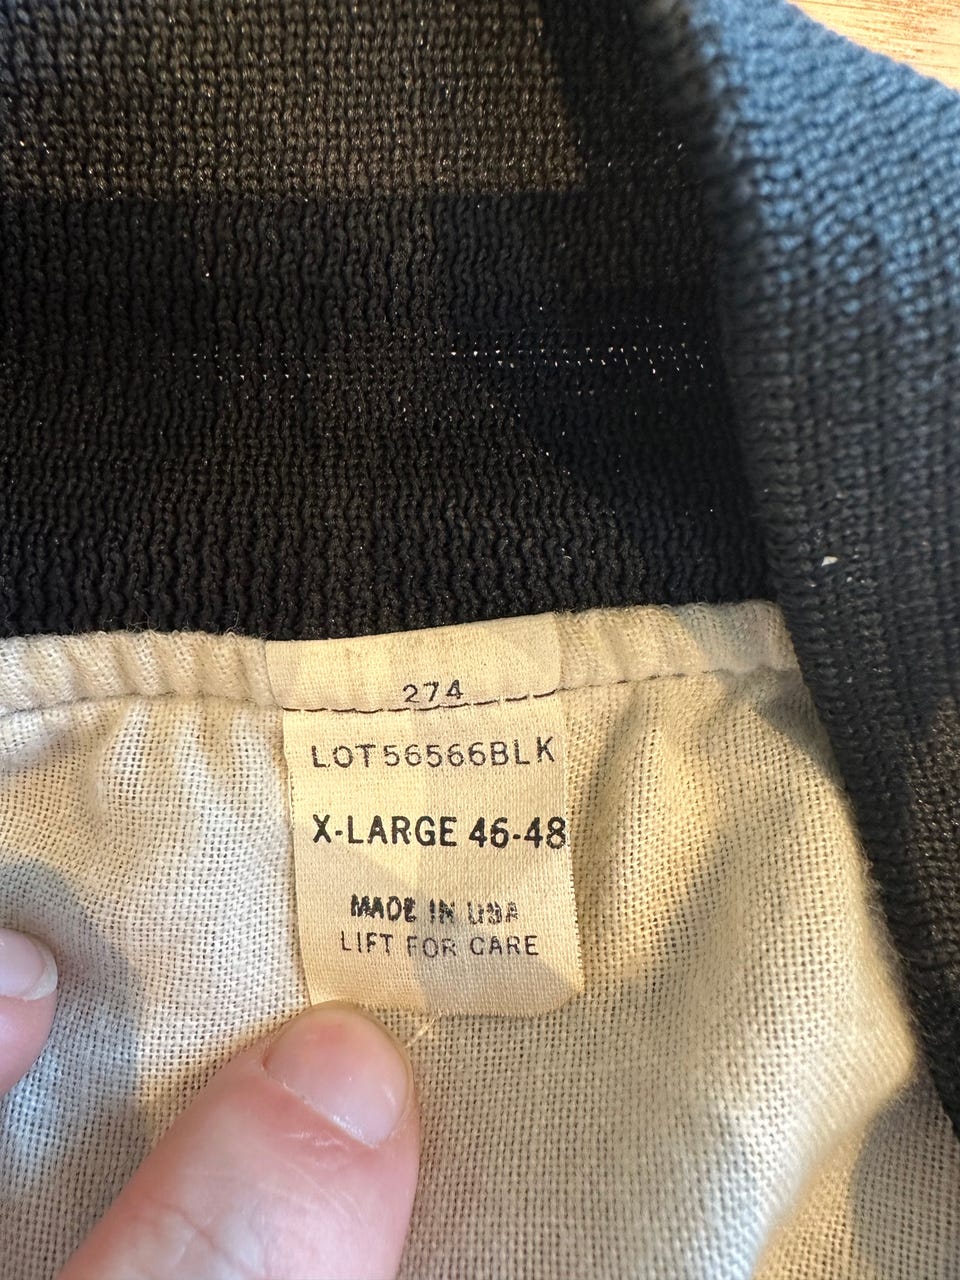 274
LOT56566BLK
X-LARGE 46-48
MADE IN USA
LIFT FOR CARE